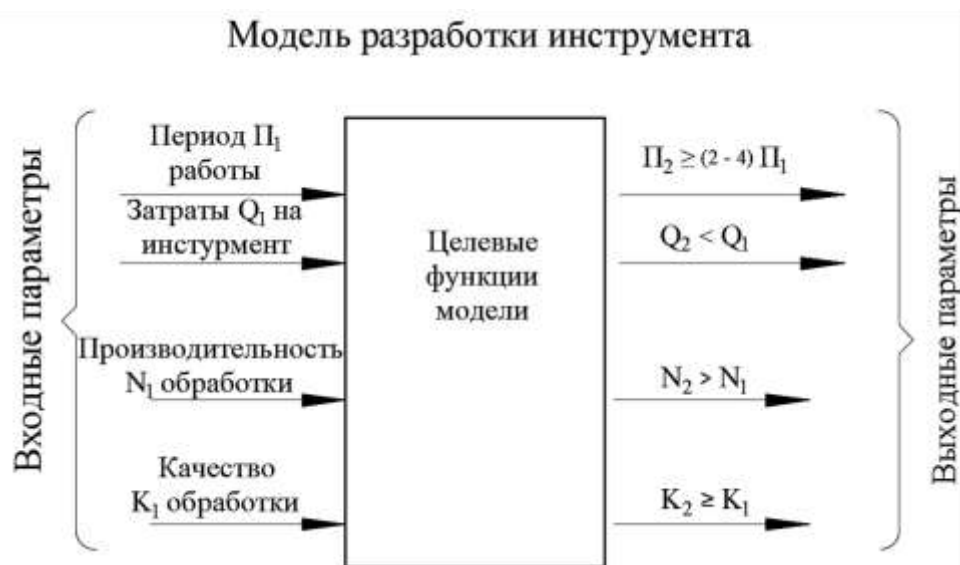 Модель разработки инструмента
Входные параметры
Период П₁
работы
Затраты Q₁ на
инстурмент
Производительность
N₁ обработки
Качество
K₁ обработки
Целевые
функции
модели
П₂ ≥ (2 - 4) П₁
Q₂ < Q₁
N₂ > N₁
K₂ ≥ K₁
Выходные параметры